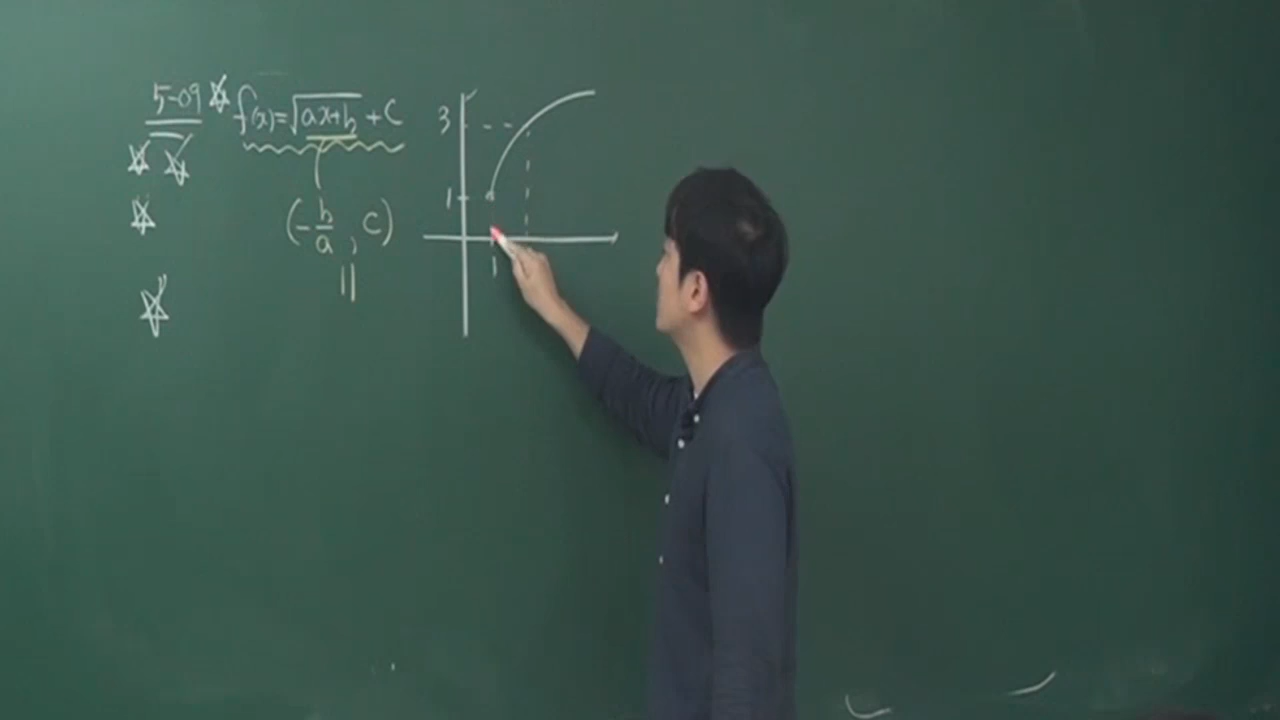 5-09 f(x)=√ax+b + C
(-b/a, C)
||
3
1
1